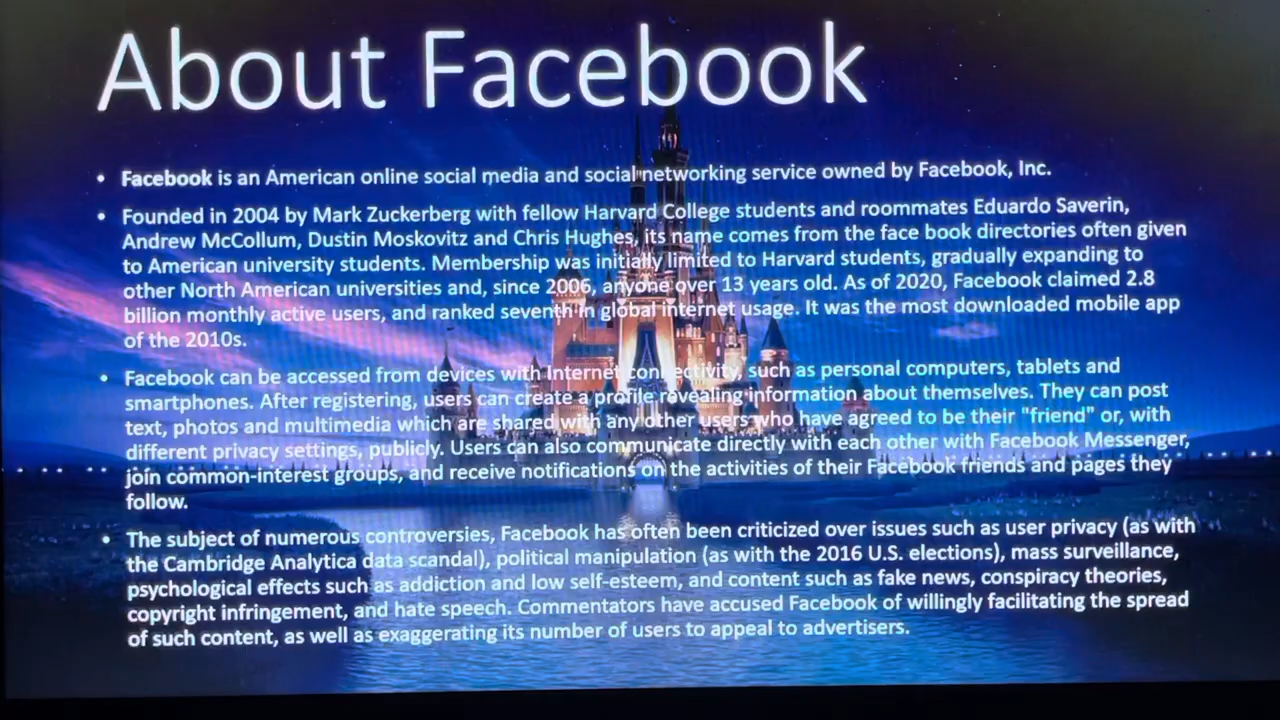 About Facebook
• Facebook is an American online social media and social networking service owned by Facebook, Inc.
• Founded in 2004 by Mark Zuckerberg with fellow Harvard College students and roommates Eduardo Saverin,
Andrew McCollum, Dustin Moskovitz and Chris Hughes, its name comes from the face book directories often given
to American university students. Membership was initially limited to Harvard students, gradually expanding to
other North American universities and, since 2006, anyone over 13 years old. As of 2020, Facebook claimed 2.8
billion monthly active users, and ranked seventh in global internet usage. It was the most downloaded mobile app
of the 2010s.
• Facebook can be accessed from devices with Internet connectivity, such as personal computers, tablets and
smartphones. After registering, users can create a profile revealing information about themselves. They can post
text, photos and multimedia which are shared with any other users who have agreed to be their "friend" or, with
different privacy settings, publicly. Users can also communicate directly with each other with Facebook Messenger,
join common-interest groups, and receive notifications on the activities of their Facebook friends and pages they
follow.
• The subject of numerous controversies, Facebook has often been criticized over issues such as user privacy (as with
the Cambridge Analytica data scandal), political manipulation (as with the 2016 U.S. elections), mass surveillance,
psychological effects such as addiction and low self-esteem, and content such as fake news, conspiracy theories,
copyright infringement, and hate speech. Commentators have accused Facebook of willingly facilitating the spread
of such content, as well as exaggerating its number of users to appeal to advertisers.